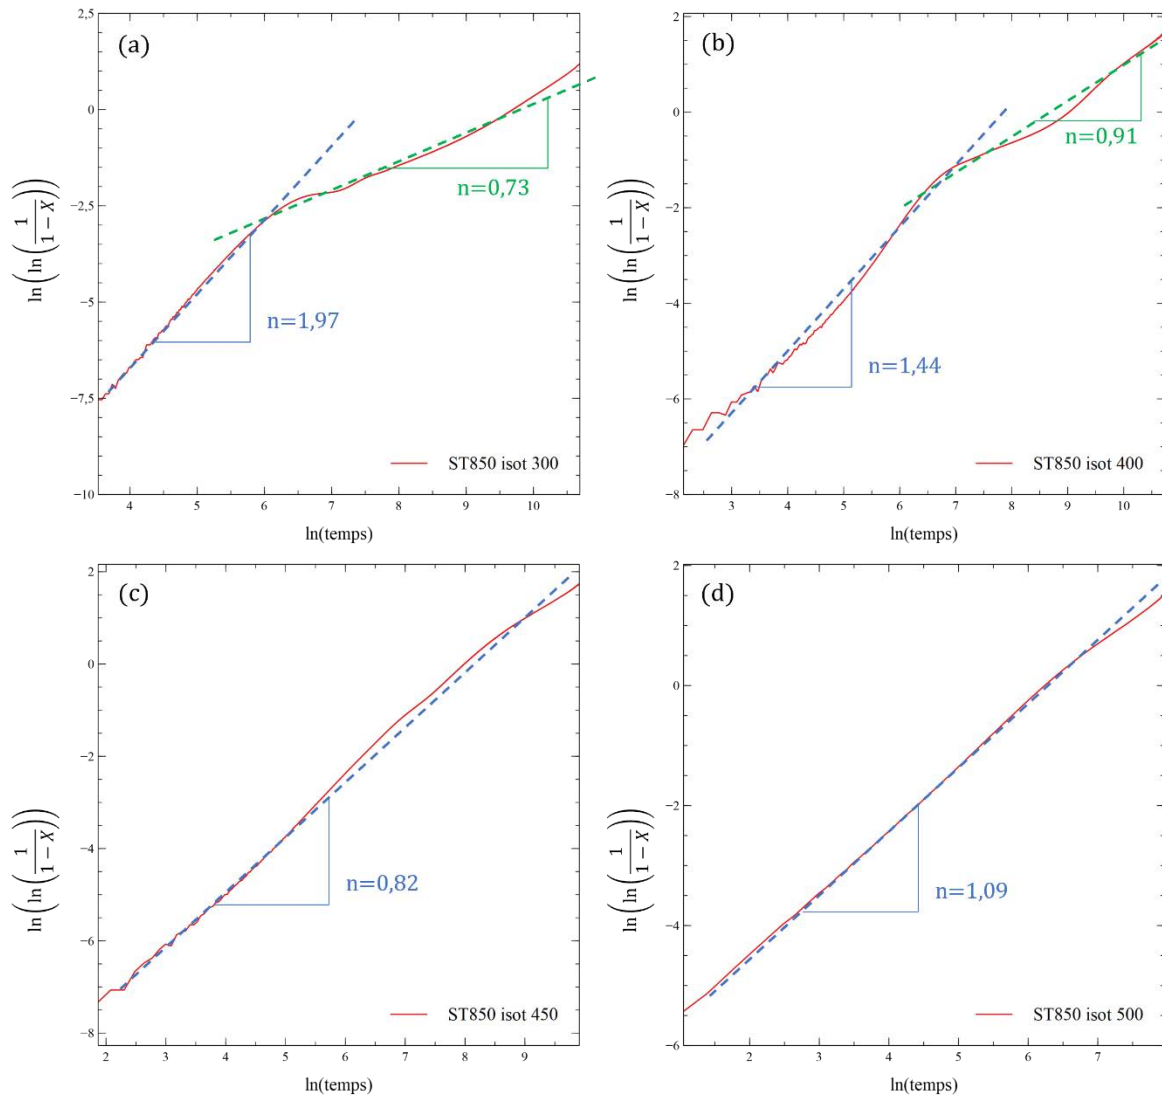 (a)
2,5
0
−2,5
−5
−7,5
−10
ln(ln(1/(1 − X)))
n=0,73
n=1,97
ST850 isot 300
4 5 6 7 8 9 10
ln(temps)
(b)
2
0
−2
−4
−6
−8
ln(ln(1/(1 − X)))
n=0,91
n=1,44
ST850 isot 400
3 4 5 6 7 8 9 10
ln(temps)
(c)
2
0
−2
−4
−6
−8
ln(ln(1/(1 − X)))
n=0,82
ST850 isot 450
2 3 4 5 6 7 8 9
ln(temps)
(d)
2
0
−2
−4
−6
ln(ln(1/(1 − X)))
n=1,09
ST850 isot 500
2 3 4 5 6 7
ln(temps)